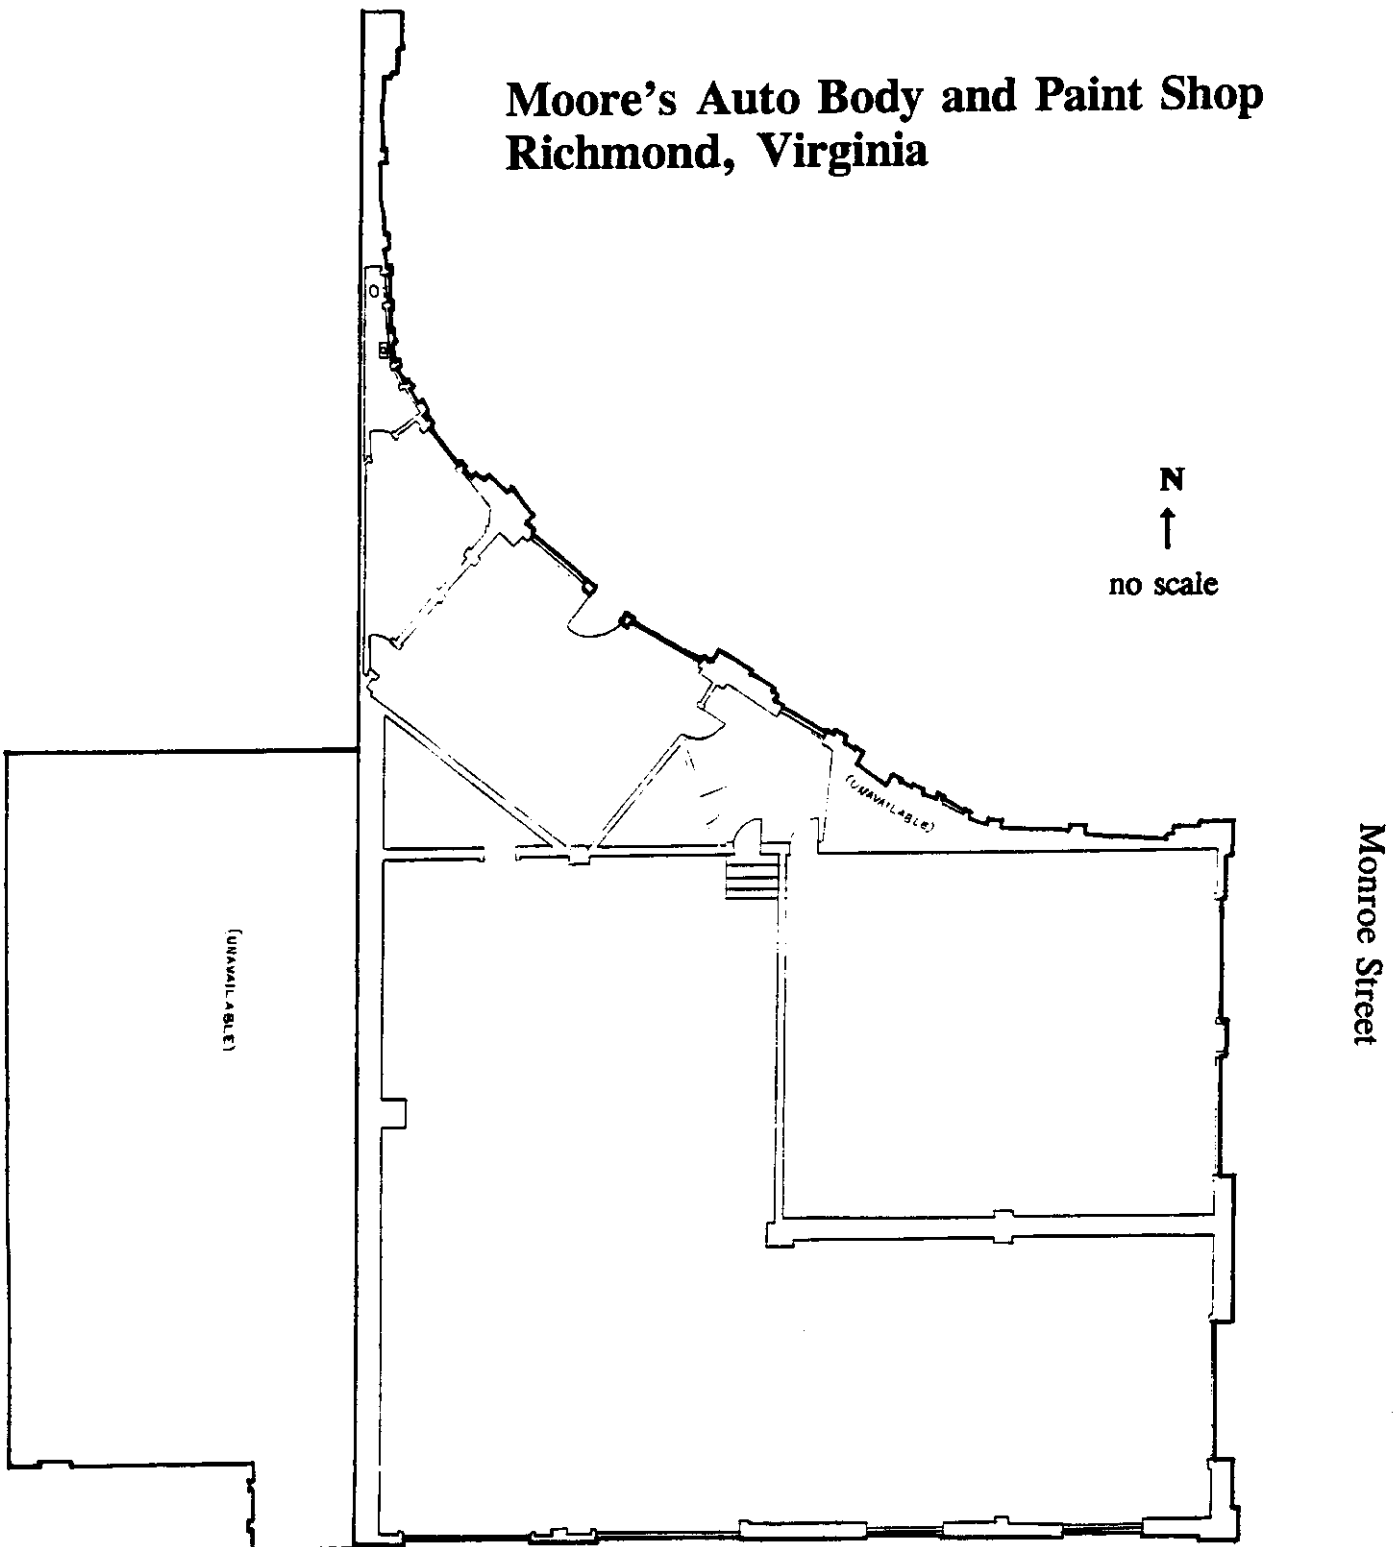 Moore's Auto Body and Paint Shop
Richmond, Virginia
N
no scale
(UNAVAILABLE)
Monroe Street
(UNAVAILABLE)